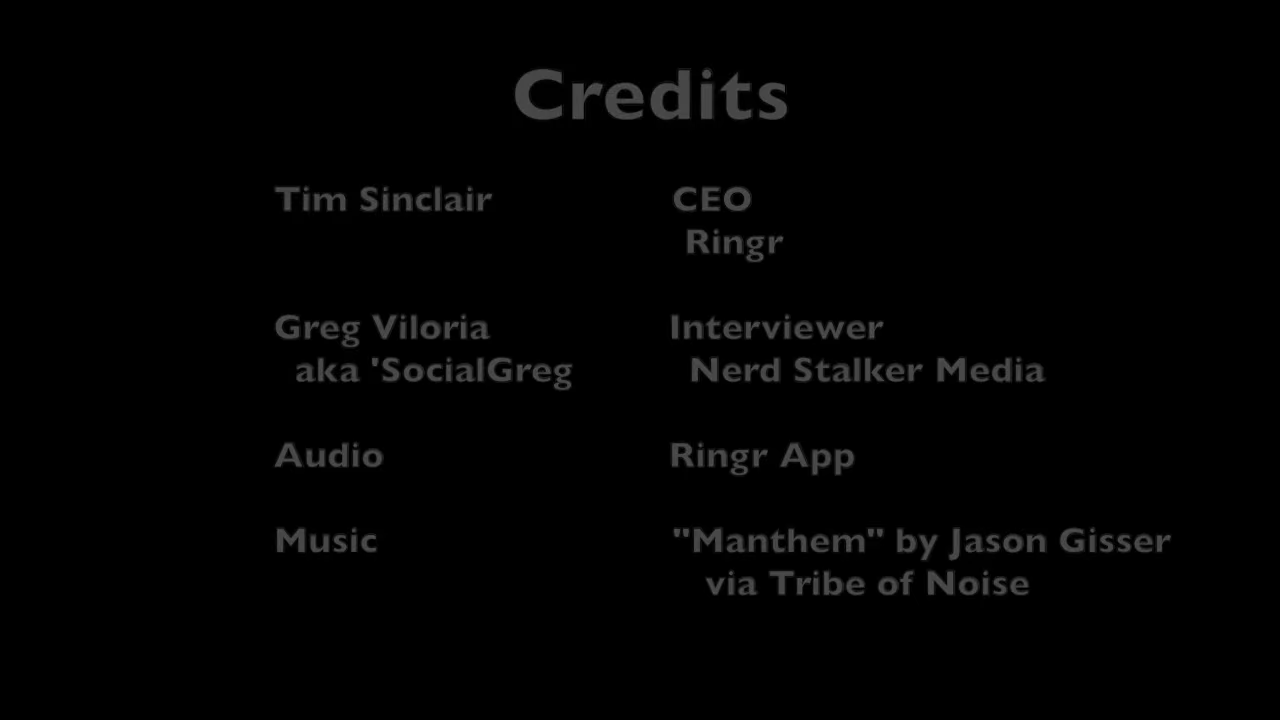 Credits
Tim Sinclair CEO
Ringr
Greg Viloria Interviewer
aka 'SocialGreg Nerd Stalker Media
Audio Ringr App
Music "Manthem" by Jason Gisser
via Tribe of Noise